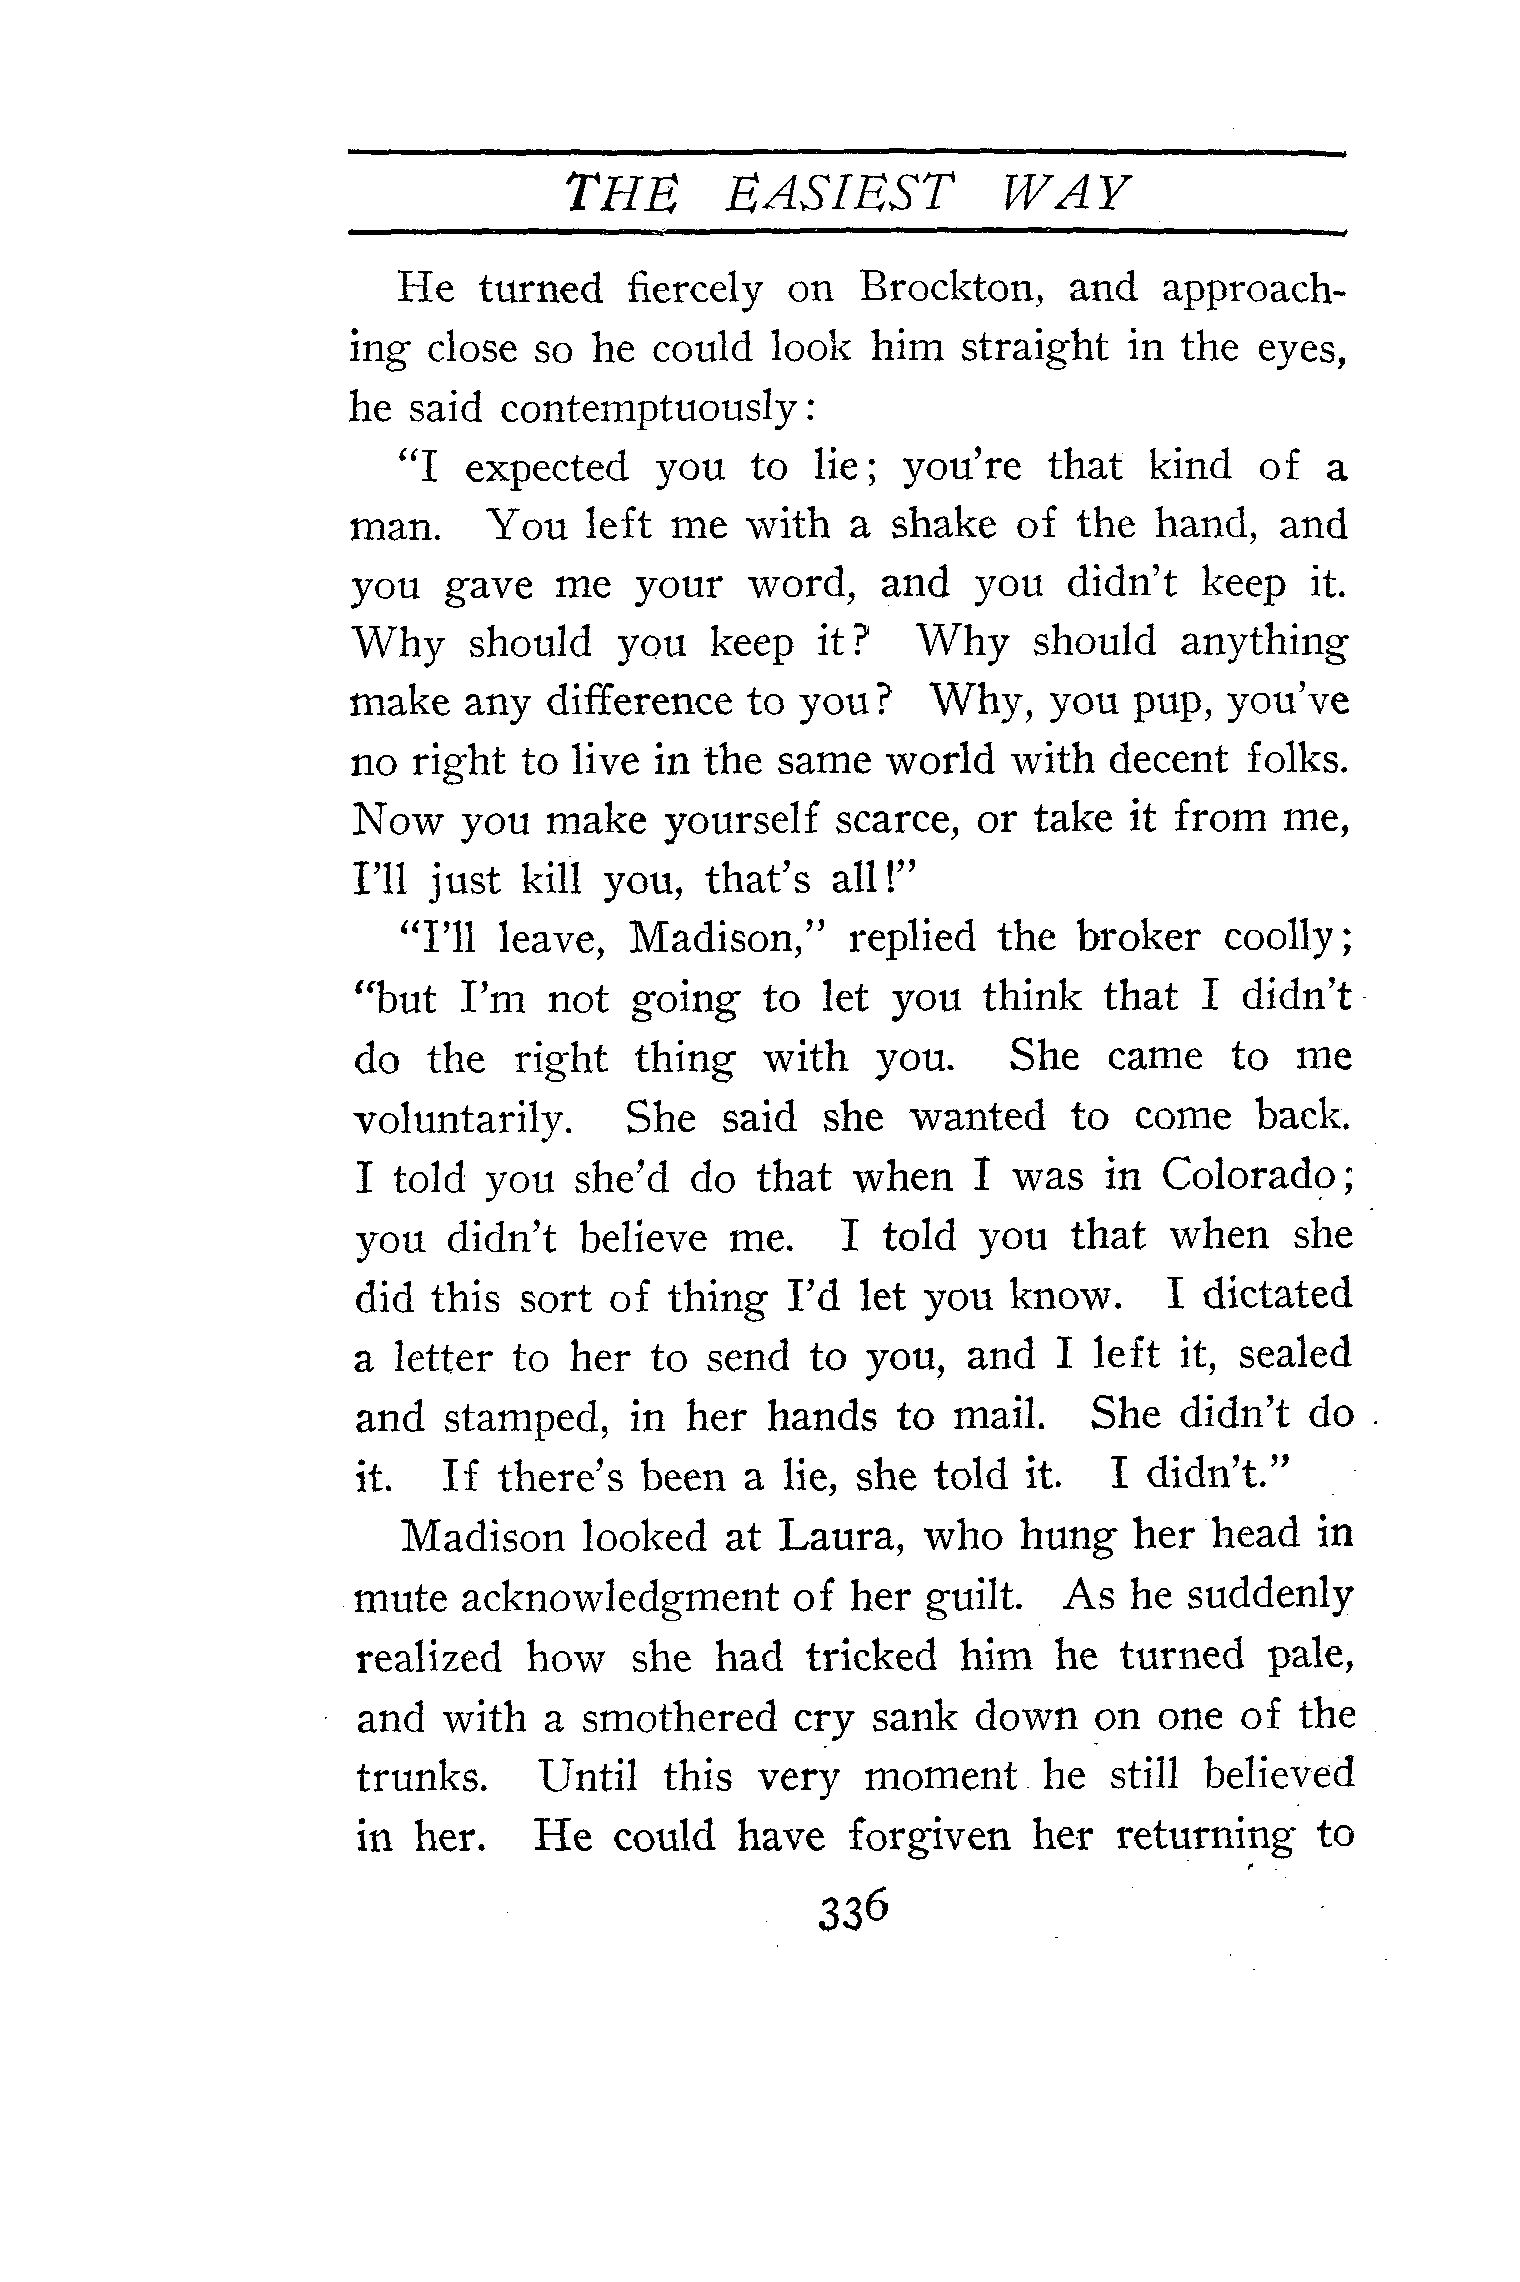 THE EASIEST WAY
He turned fiercely on Brockton, and approach-
ing close so he could look him straight in the eyes,
he said contemptuously:
“I expected you to lie; you’re that kind of a
man. You left me with a shake of the hand, and
you gave me your word, and you didn’t keep it.
Why should you keep it? Why should anything
make any difference to you? Why, you pup, you’ve
no right to live in the same world with decent folks.
Now you make yourself scarce, or take it from me,
I’ll just kill you, that’s all!”
“I’ll leave, Madison,” replied the broker coolly;
“but I’m not going to let you think that I didn’t
do the right thing with you. She came to me
voluntarily. She said she wanted to come back.
I told you she’d do that when I was in Colorado;
you didn’t believe me. I told you that when she
did this sort of thing I’d let you know. I dictated
a letter to her to send to you, and I left it, sealed
and stamped, in her hands to mail. She didn’t do
it. If there’s been a lie, she told it. I didn’t.”
Madison looked at Laura, who hung her head in
mute acknowledgment of her guilt. As he suddenly
realized how she had tricked him he turned pale,
and with a smothered cry sank down on one of the
trunks. Until this very moment he still believed
in her. He could have forgiven her returning to
336